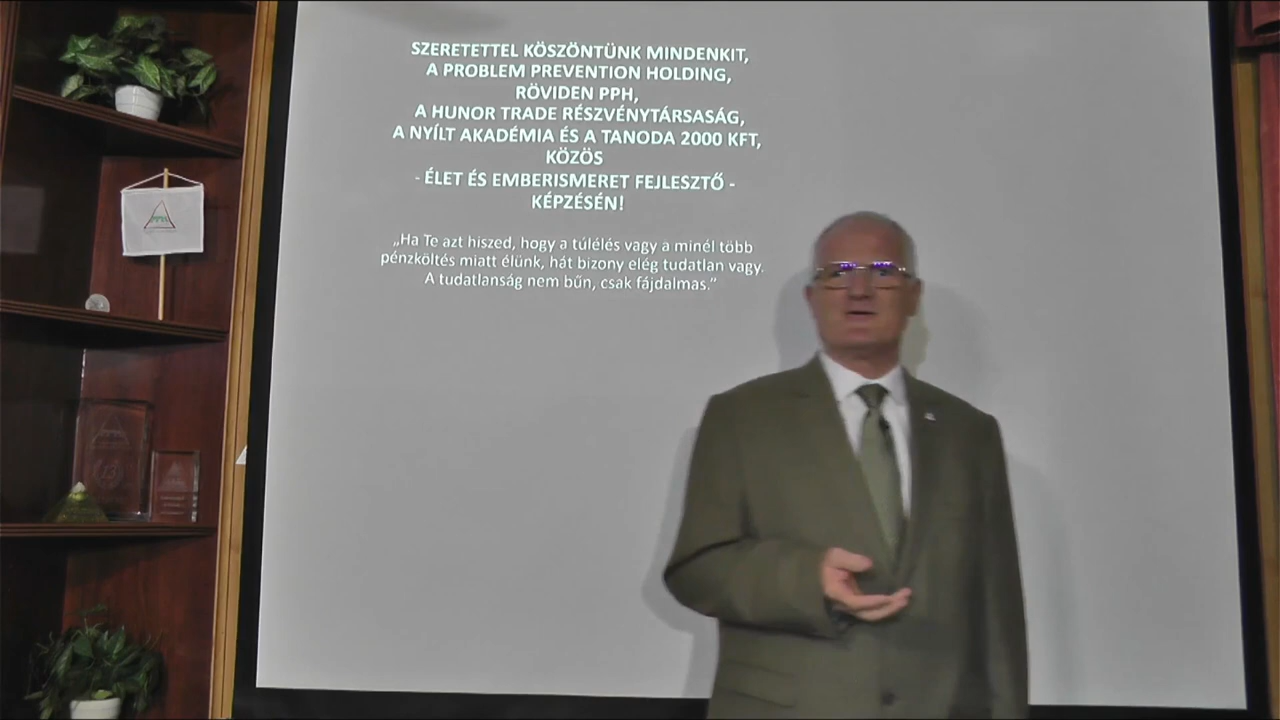 SZERETETTEL KÖSZÖNTÜNK MINDENKIT,
A PROBLEM PREVENTION HOLDING,
RÖVIDEN PPH,
A HUNOR TRADE RÉSZVÉNYTÁRSASÁG,
A NYÍLT AKADÉMIA ÉS A TANODA 2000 KFT,
KÖZÖS
- ÉLET ÉS EMBERISMERET FEJLESZTŐ -
KÉPZÉSÉN!
„Ha Te azt hiszed, hogy a túlélés vagy a minél több
pénzköltés miatt élünk, hát bizony elég tudatlan vagy.
A tudatlanság nem bűn, csak fájdalmas.”